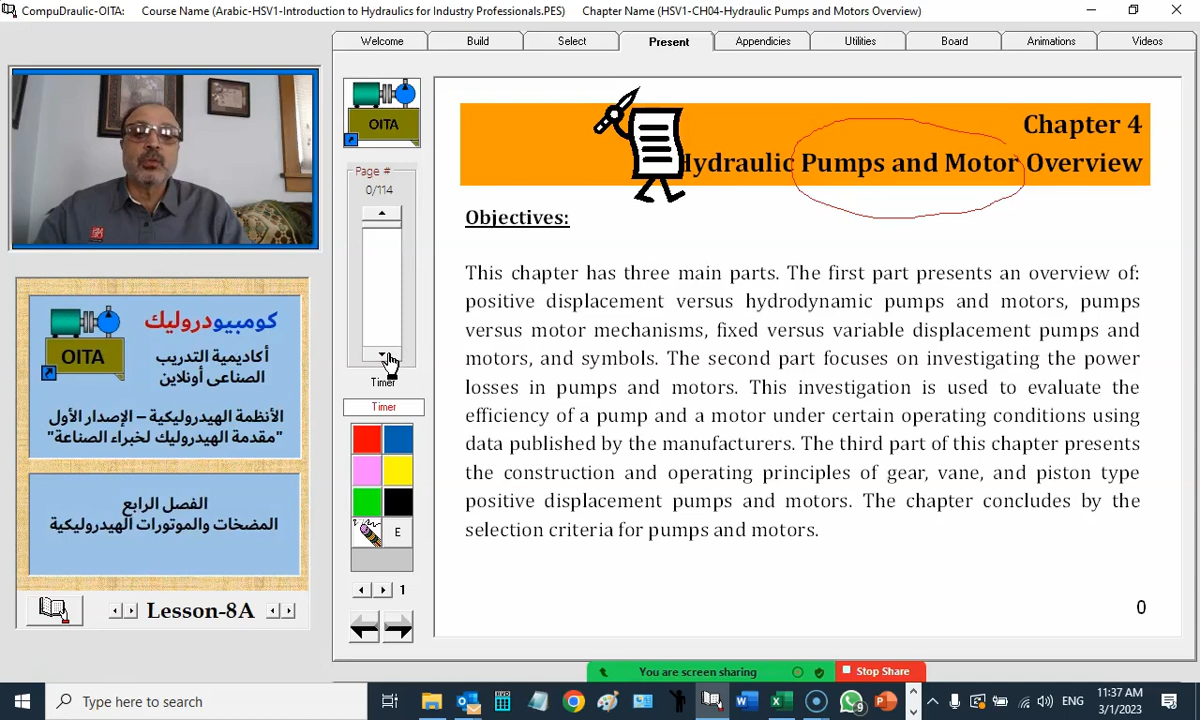 CompuDraulic-OITA: Course Name (Arabic-HSV1-Introduction to Hydraulics for Industry Professionals.PES) Chapter Name (HSV1-CH04-Hydraulic Pumps and Motors Overview)
Welcome Build Select Present Appendicies Utilities Board Animations Videos
OITA
Page #
0/114
Timer
Timer
E
1
Chapter 4
Hydraulic Pumps and Motor Overview
Objectives:
This chapter has three main parts. The first part presents an overview of:
positive displacement versus hydrodynamic pumps and motors, pumps
versus motor mechanisms, fixed versus variable displacement pumps and
motors, and symbols. The second part focuses on investigating the power
losses in pumps and motors. This investigation is used to evaluate the
efficiency of a pump and a motor under certain operating conditions using
data published by the manufacturers. The third part of this chapter presents
the construction and operating principles of gear, vane, and piston type
positive displacement pumps and motors. The chapter concludes by the
selection criteria for pumps and motors.
0
كومبيودروليك
OITA
أكاديمية التدريب
الصناعى أونلاين
الأنظمة الهيدروليكية – الإصدار الأول
"مقدمة الهيدروليك لخبراء الصناعة"
الفصل الرابع
المضخات والموتورات الهيدروليكية
Lesson-8A
You are screen sharing Stop Share
Type here to search
9
ENG
11:37 AM
3/1/2023